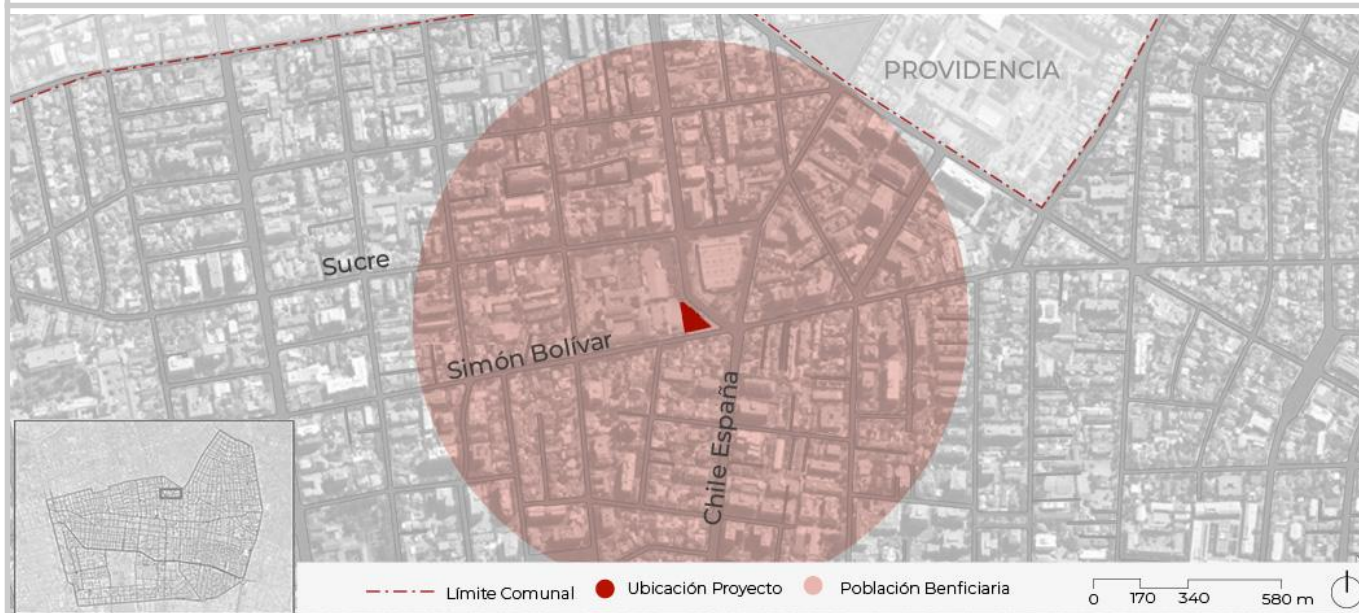 PROVIDENCIA
Sucre
Simón Bolívar
Chile España
Límite Comunal
Ubicación Proyecto
Población Benficiaria
0 170 340 580 m